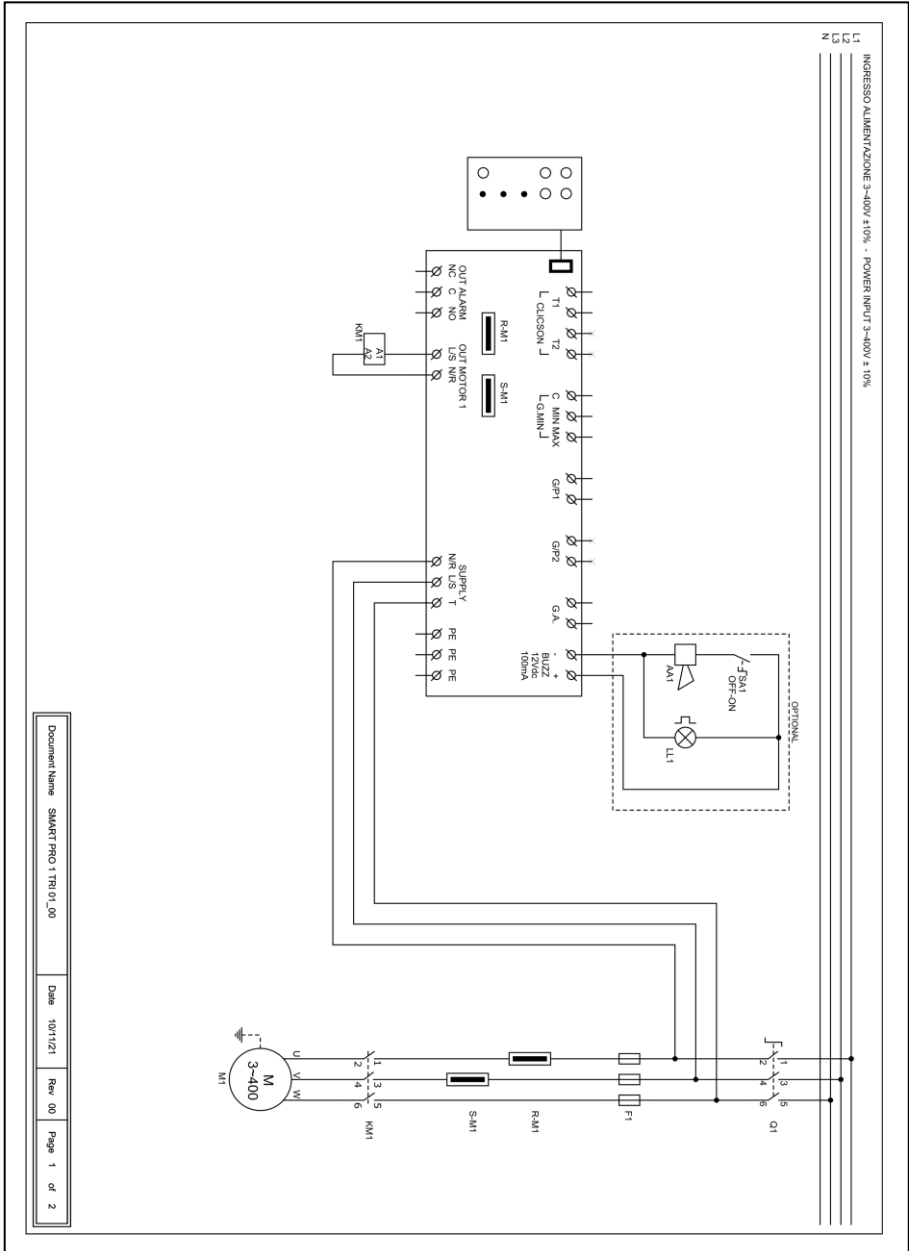 INGRESSO ALIMENTAZIONE 3~400V ±10% - POWER INPUT 3~400V ± 10%
L1
L2
L3
N
T1
T2
CLICSON
C MIN MAX
G.MIN
G/P1
G/P2
G.A.
- +
BUZZ
12Vdc
100mA
OPTIONAL
SA1
OFF-ON
AA1
LL1
R-M1
S-M1
OUT ALARM
NC C NO
OUT MOTOR 1
L/S N/R
SUPPLY
N/R L/S T
PE
PE
PE
KM1
A1
A2
1 3 5
2 4 6
Q1
F1
R-M1
S-M1
1 3 5
2 4 6
KM1
U V W
M
3~400
M1
Document Name SMART PRO 1 TRI 01_00 Date 10/11/21 Rev 00 Page 1 of 2